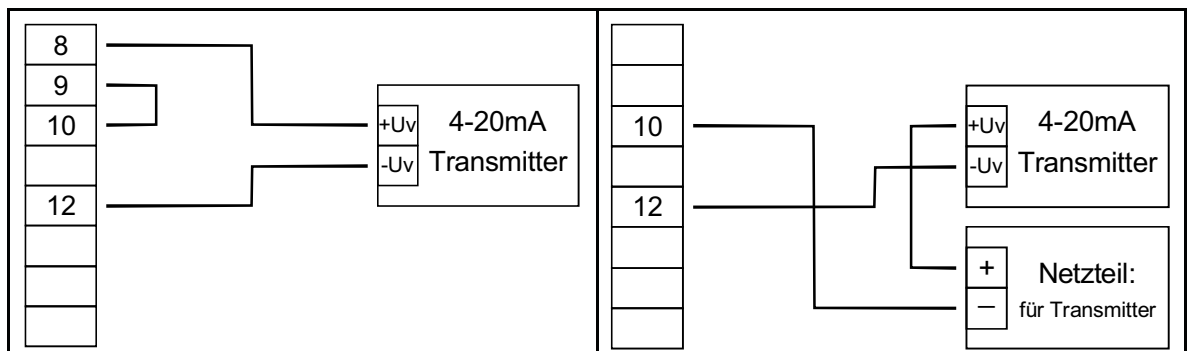 8
9
10
12
+Uv
-Uv
4-20mA
Transmitter
10
12
+Uv
-Uv
4-20mA
Transmitter
+
–
Netzteil:
für Transmitter